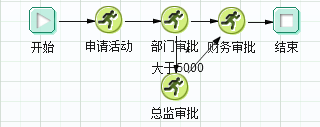 开始
申请活动
部门审批
财务审批
结束
大于5000
总监审批